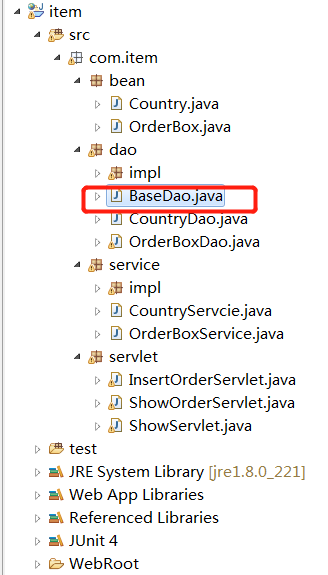 item
src
com.item
bean
Country.java
OrderBox.java
dao
impl
BaseDao.java
CountryDao.java
OrderBoxDao.java
service
impl
CountryServcie.java
OrderBoxService.java
servlet
InsertOrderServlet.java
ShowOrderServlet.java
ShowServlet.java
test
JRE System Library [jre1.8.0_221]
Web App Libraries
Referenced Libraries
JUnit 4
WebRoot